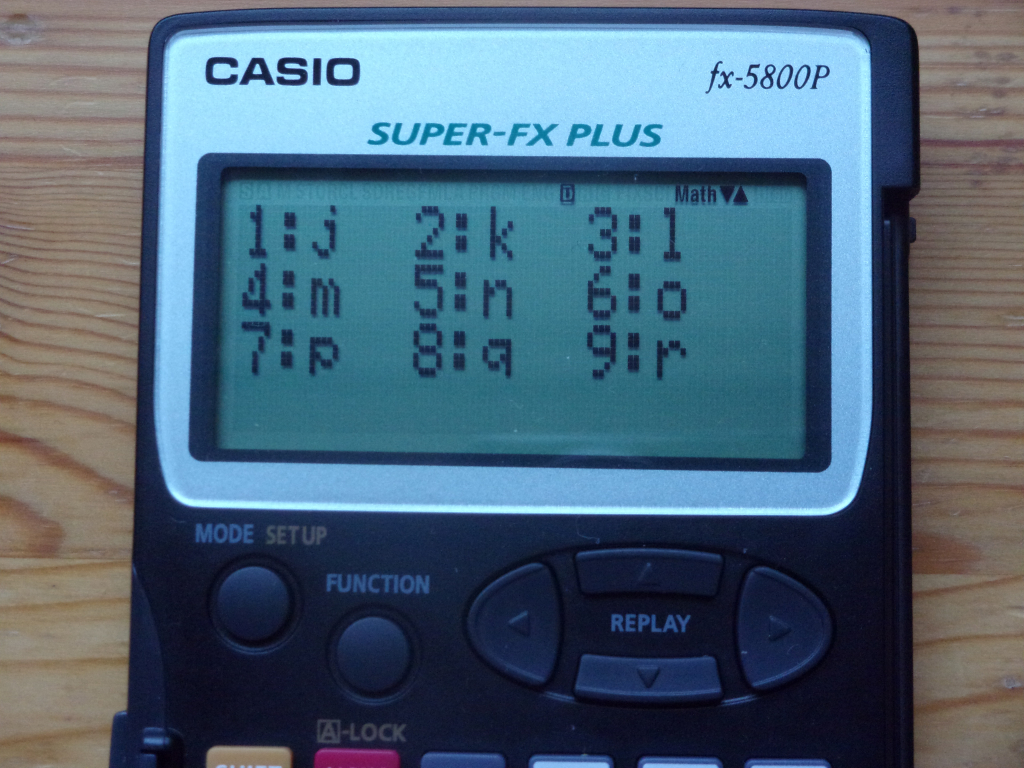 CASIO fx-5800P
SUPER-FX PLUS
D Math▼▲
1:j 2:k 3:l
4:m 5:n 6:o
7:p 8:q 9:r
MODE SETUP
FUNCTION
REPLAY
A-LOCK
SHIFT